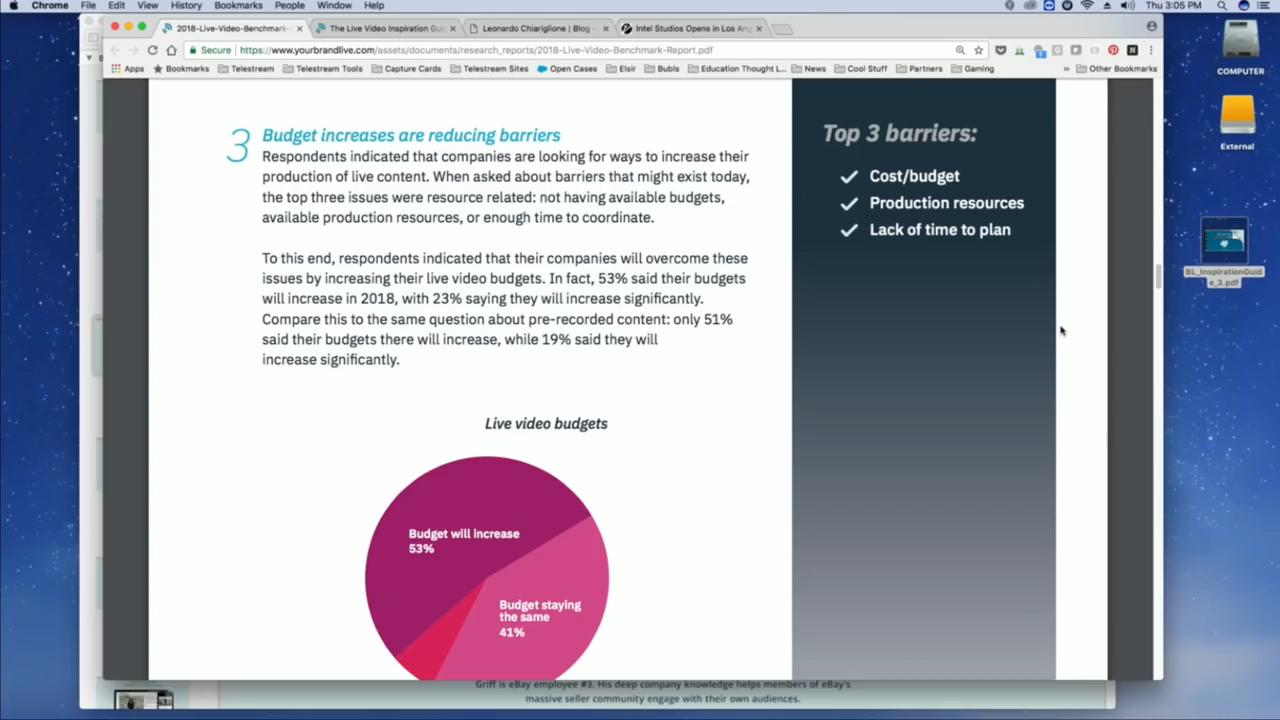 Chrome File Edit View History Bookmarks People Window Help Thu 3:05 PM
2018-Live-Video-Benchmark- The Live Video Inspiration Gui Leonardo Chiariglione | Blog - Intel Studios Opens in Los Ang
Secure https://www.yourbrandlive.com/assets/documents/research_reports/2018-Live-Video-Benchmark-Report.pdf
Apps Bookmarks Telestream Telestream Tools Capture Cards Telestream Sites Open Cases Elsir Bubls Education Thought L... News Cool Stuff Partners Gaming » Other Bookmarks
COMPUTER
External
BL_InspirationGuid
e_3.pdf
3 Budget increases are reducing barriers
Respondents indicated that companies are looking for ways to increase their
production of live content. When asked about barriers that might exist today,
the top three issues were resource related: not having available budgets,
available production resources, or enough time to coordinate.
To this end, respondents indicated that their companies will overcome these
issues by increasing their live video budgets. In fact, 53% said their budgets
will increase in 2018, with 23% saying they will increase significantly.
Compare this to the same question about pre-recorded content: only 51%
said their budgets there will increase, while 19% said they will
increase significantly.
Live video budgets
Budget will increase
53%
Budget staying
the same
41%
Top 3 barriers:
Cost/budget
Production resources
Lack of time to plan
Griff is eBay employee #3. His deep company knowledge helps members of eBay's
massive seller community engage with their own audiences.